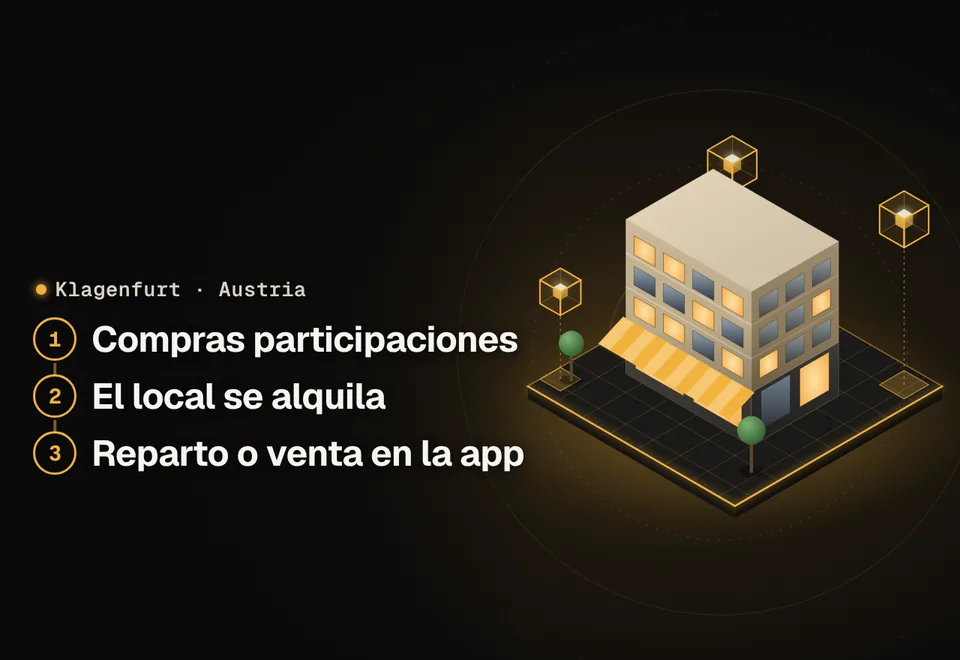 Klagenfurt · Austria
1 Compras participaciones
2 El local se alquila
3 Reparto o venta en la app